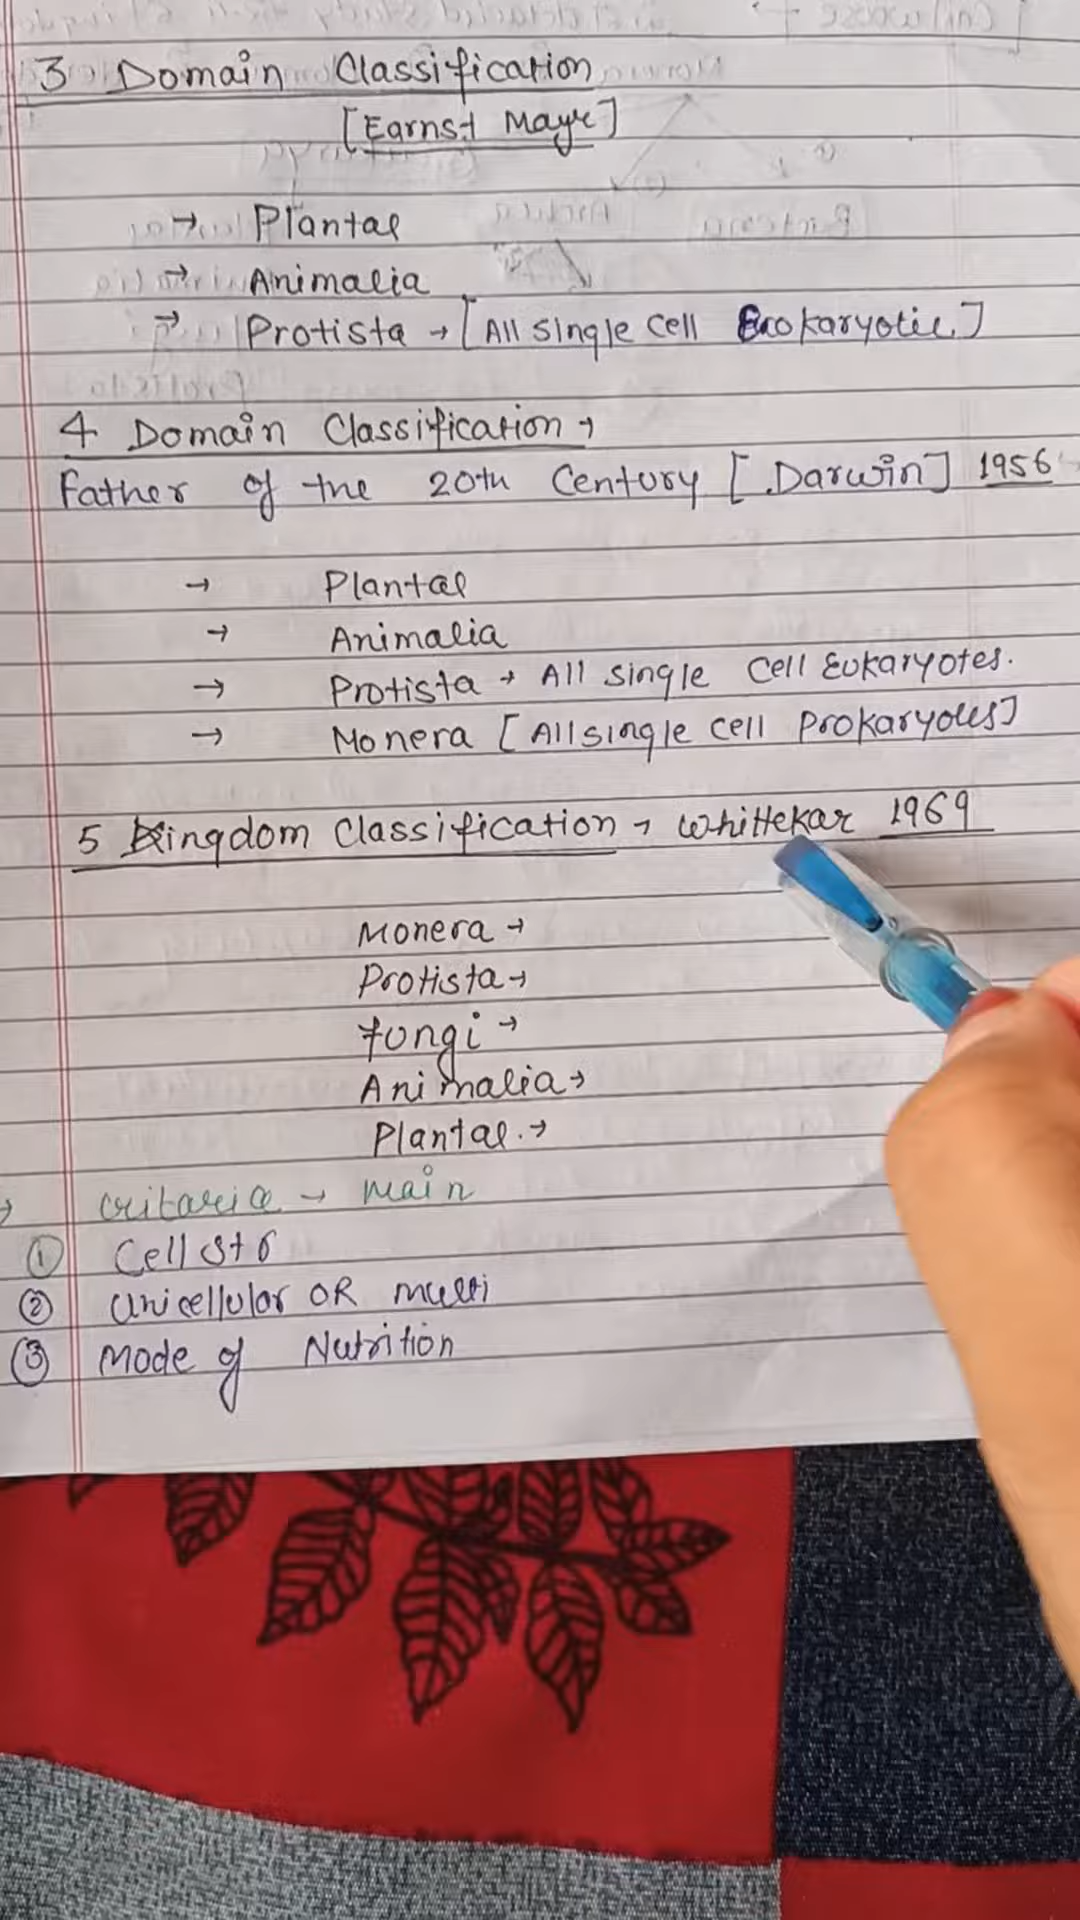 3 Domain Classification
[Earnst Mayr]
→ Plantae
→ Animalia
→ Protista → [All single cell Eukaryotic]
4 Domain Classification →
Father of the 20th Century [Darwin] 1956
→ Plantae
→ Animalia
→ Protista → All single cell Eukaryotes.
→ Monera [All single cell Prokaryotes]
5 Kingdom Classification → Whittekar 1969
Monera →
Protista →
Fungi →
Animalia →
Plantae. →
→ critaria → main
① Cell str
② Unicellular OR multi
③ Mode of Nutrition